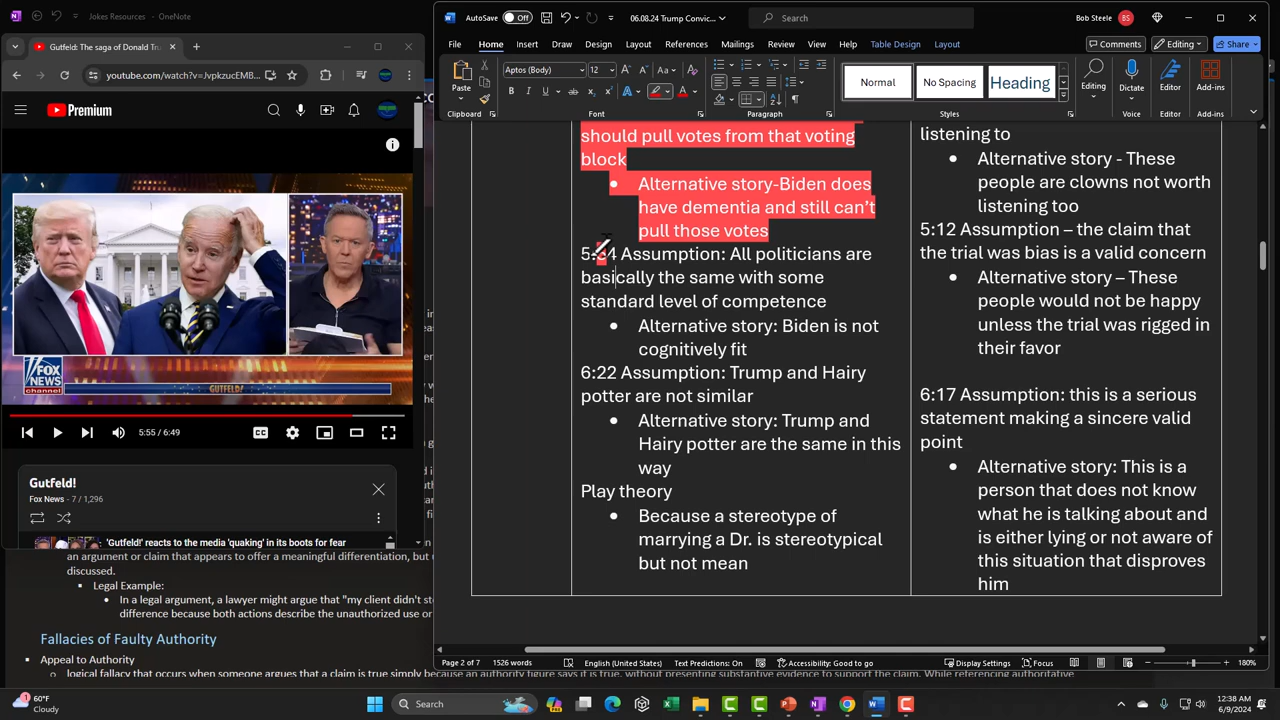 Jokes Resources - OneNote
Gutfeld: The saga of Donald Tru
youtube.com/watch?v=JvpkzucEMB...
Premium
FOX
NEWS
channel
GUTFELD!
5:55 / 6:49
Gutfeld!
Fox News - 7 / 1,296
'Gutfeld!' reacts to the media 'quaking' in its boots for fear
an argument or claim that appears to offer a meaningful differentiation, but
discussed.
Legal Example:
In a legal argument, a lawyer might argue that "my client didn't st
difference because both actions describe the unauthorized use or
Fallacies of Faulty Authority
Appeal to Authority
logical fallacy that occurs when someone argues that a claim is true simply because an authority figure says it is true, without presenting substantive evidence to support the claim. While referencing authoritative
AutoSave Off
06.08.24 Trump Convic...
Search
Bob Steele BS
File Home Insert Draw Design Layout References Mailings Review View Help Table Design Layout
Comments Editing Share
Paste
Aptos (Body) 12
Normal No Spacing Heading
Editing Dictate Editor Add-ins
Clipboard Font Paragraph Styles Voice Editor Add-ins
should pull votes from that voting
block
• Alternative story-Biden does
have dementia and still can't
pull those votes
Assumption: All politicians are
basically the same with some
standard level of competence
• Alternative story: Biden is not
cognitively fit
6:22 Assumption: Trump and Hairy
potter are not similar
• Alternative story: Trump and
Hairy potter are the same in this
way
Play theory
• Because a stereotype of
marrying a Dr. is stereotypical
but not mean
listening to
• Alternative story - These
people are clowns not worth
listening too
5:12 Assumption – the claim that
the trial was bias is a valid concern
• Alternative story – These
people would not be happy
unless the trial was rigged in
their favor
6:17 Assumption: this is a serious
statement making a sincere valid
point
• Alternative story: This is a
person that does not know
what he is talking about and
is either lying or not aware of
this situation that disproves
him
Page 2 of 7 1526 words English (United States) Text Predictions: On Accessibility: Good to go Display Settings Focus 180%
60°F
Cloudy
Search
12:38 AM
6/9/2024